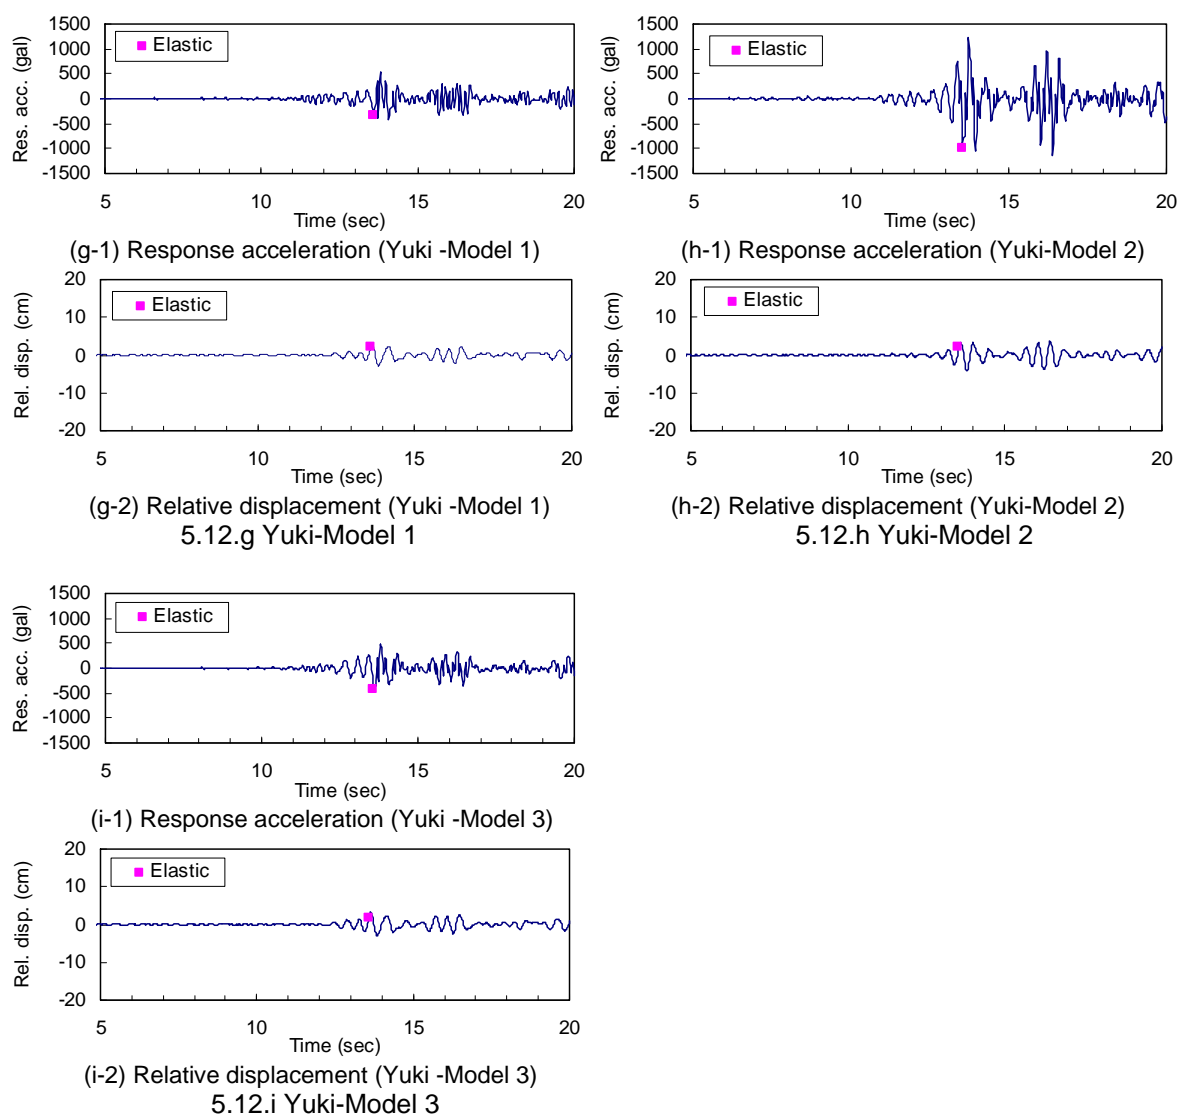 1500
1000
500
0
-500
-1000
-1500
Res. acc. (gal)
Elastic
5 10 15 20
Time (sec)
(g-1) Response acceleration (Yuki -Model 1)
20
10
0
-10
-20
Rel. disp. (cm)
Elastic
5 10 15 20
Time (sec)
(g-2) Relative displacement (Yuki -Model 1)
5.12.g Yuki-Model 1
1500
1000
500
0
-500
-1000
-1500
Res. acc. (gal)
Elastic
5 10 15 20
Time (sec)
(h-1) Response acceleration (Yuki-Model 2)
20
10
0
-10
-20
Rel. disp. (cm)
Elastic
5 10 15 20
Time (sec)
(h-2) Relative displacement (Yuki-Model 2)
5.12.h Yuki-Model 2
1500
1000
500
0
-500
-1000
-1500
Res. acc. (gal)
Elastic
5 10 15 20
Time (sec)
(i-1) Response acceleration (Yuki -Model 3)
20
10
0
-10
-20
Rel. disp. (cm)
Elastic
5 10 15 20
Time (sec)
(i-2) Relative displacement (Yuki -Model 3)
5.12.i Yuki-Model 3